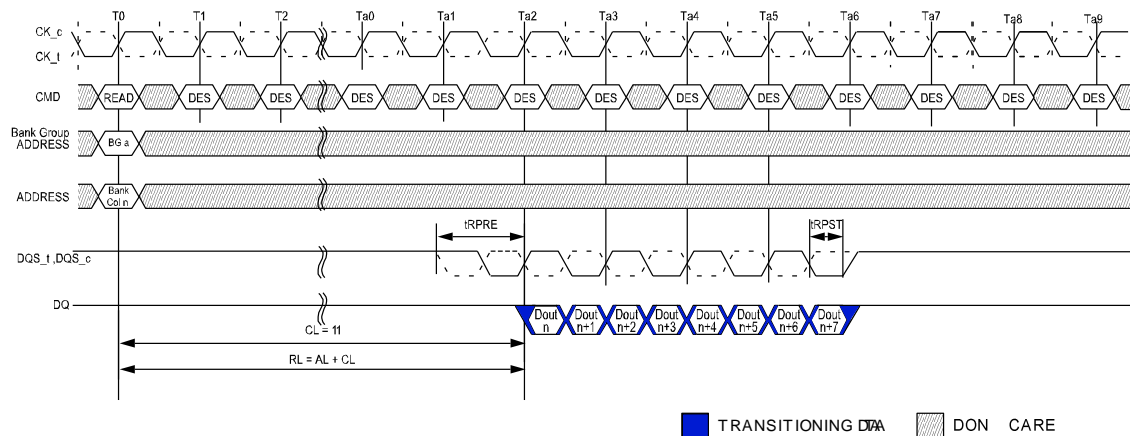 T0 T1 T2 Ta0 Ta1 Ta2 Ta3 Ta4 Ta5 Ta6 Ta7 Ta8 Ta9
CK_c
CK_t
CMD READ DES DES DES DES DES DES DES DES DES DES DES DES
Bank Group
ADDRESS BG a
ADDRESS Bank
Col n
tRPRE tRPST
DQS_t ,DQS_c
DQ
Dout Dout Dout Dout Dout Dout Dout Dout
n n+1 n+2 n+3 n+4 n+5 n+6 n+7
CL = 11
RL = AL + CL
TRANSITIONING DATA DON CARE